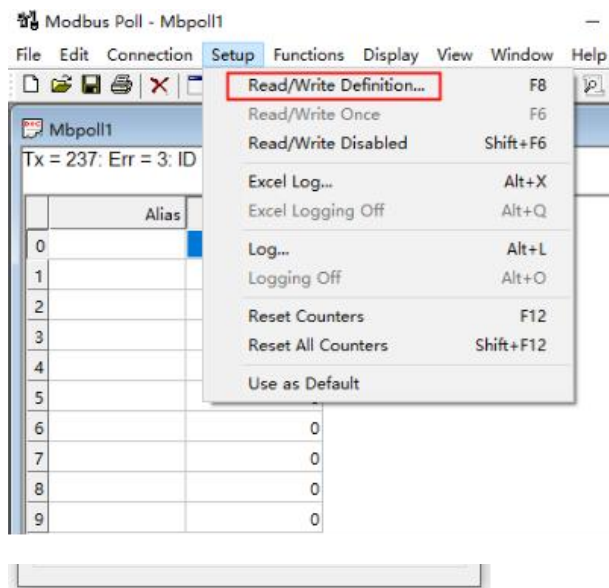 Modbus Poll - Mbpoll1
File Edit Connection Setup Functions Display View Window Help
Read/Write Definition... F8
Read/Write Once F6
Read/Write Disabled Shift+F6
Excel Log... Alt+X
Excel Logging Off Alt+Q
Log... Alt+L
Logging Off Alt+O
Reset Counters F12
Reset All Counters Shift+F12
Use as Default
Mbpoll1
Tx = 237: Err = 3: ID
Alias
0
1
2
3
4
5
6 0
7 0
8 0
9 0